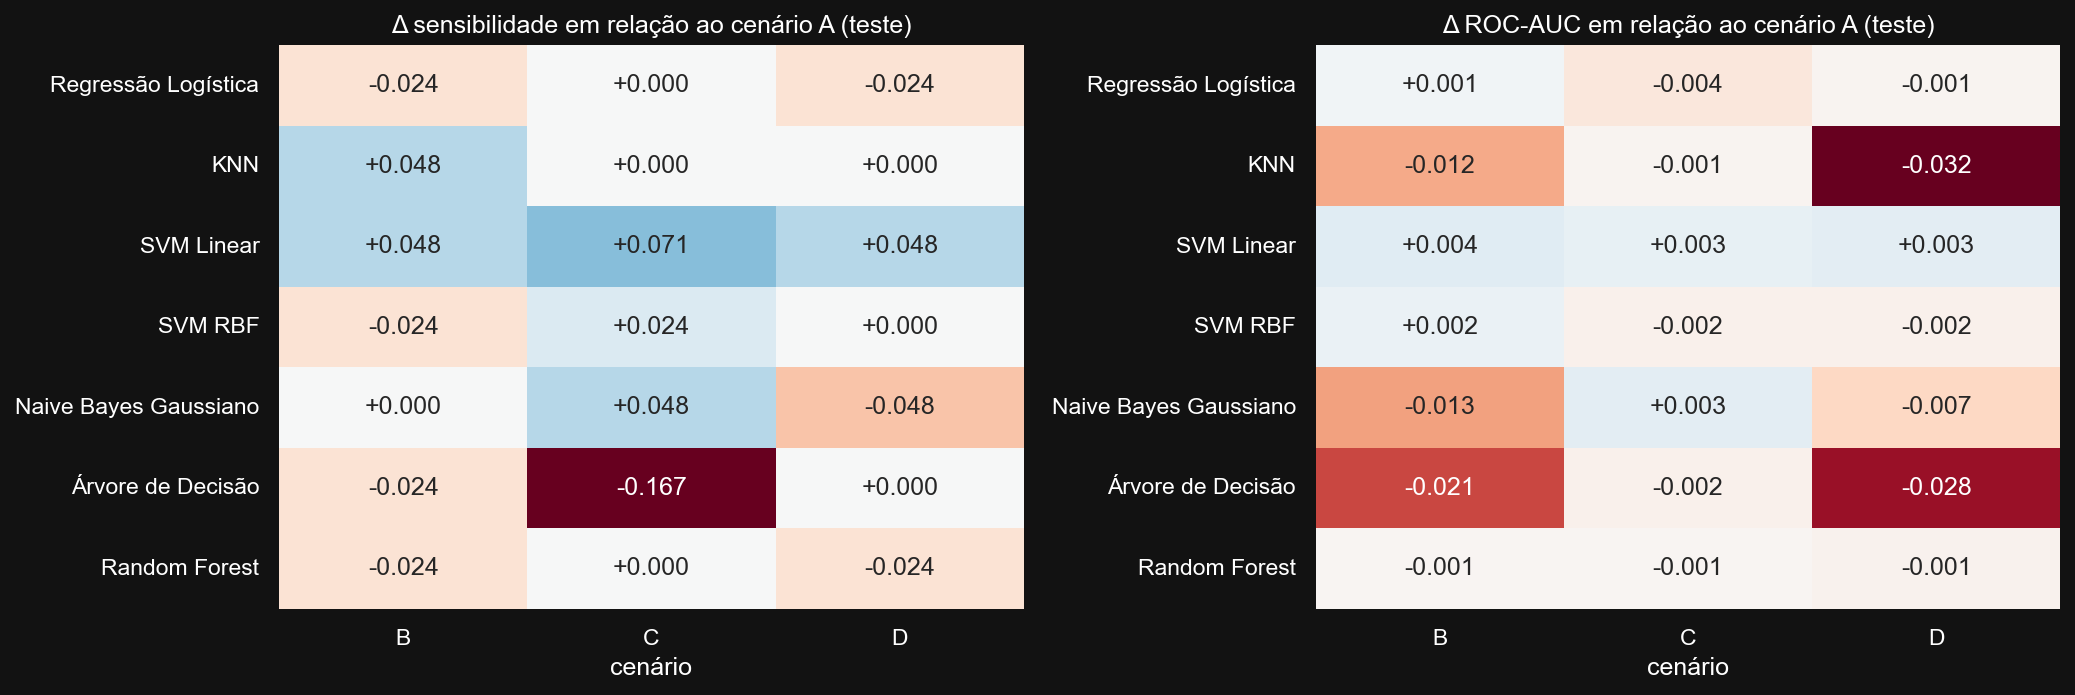 Δ sensibilidade em relação ao cenário A (teste)
Regressão Logística -0.024 +0.000 -0.024
KNN +0.048 +0.000 +0.000
SVM Linear +0.048 +0.071 +0.048
SVM RBF -0.024 +0.024 +0.000
Naive Bayes Gaussiano +0.000 +0.048 -0.048
Árvore de Decisão -0.024 -0.167 +0.000
Random Forest -0.024 +0.000 -0.024
B C D
cenário
Δ ROC-AUC em relação ao cenário A (teste)
Regressão Logística +0.001 -0.004 -0.001
KNN -0.012 -0.001 -0.032
SVM Linear +0.004 +0.003 +0.003
SVM RBF +0.002 -0.002 -0.002
Naive Bayes Gaussiano -0.013 +0.003 -0.007
Árvore de Decisão -0.021 -0.002 -0.028
Random Forest -0.001 -0.001 -0.001
B C D
cenário